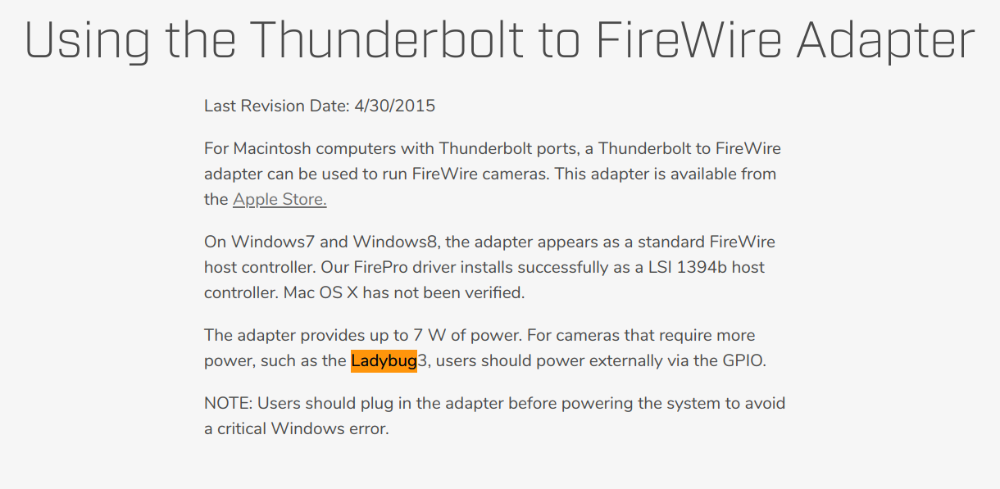 Using the Thunderbolt to FireWire Adapter
Last Revision Date: 4/30/2015
For Macintosh computers with Thunderbolt ports, a Thunderbolt to FireWire
adapter can be used to run FireWire cameras. This adapter is available from
the Apple Store.
On Windows7 and Windows8, the adapter appears as a standard FireWire
host controller. Our FirePro driver installs successfully as a LSI 1394b host
controller. Mac OS X has not been verified.
The adapter provides up to 7 W of power. For cameras that require more
power, such as the Ladybug3, users should power externally via the GPIO.
NOTE: Users should plug in the adapter before powering the system to avoid
a critical Windows error.